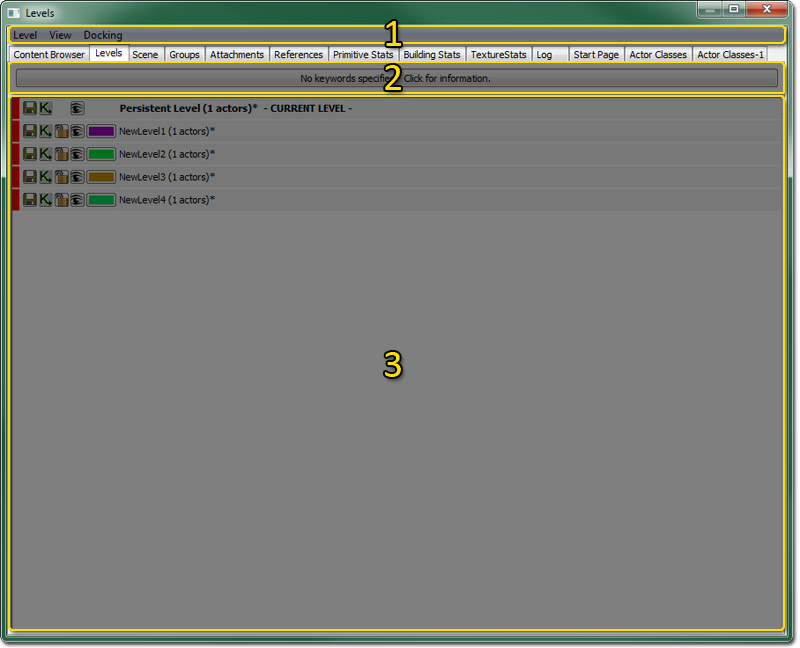 Levels
Level View Docking
1
Content Browser Levels Scene Groups Attachments References Primitive Stats Building Stats TextureStats Log Start Page Actor Classes Actor Classes-1
No keywords specifie Click for information.
2
Persistent Level (1 actors)* - CURRENT LEVEL -
NewLevel1 (1 actors)*
NewLevel2 (1 actors)*
NewLevel3 (1 actors)*
NewLevel4 (1 actors)*
3